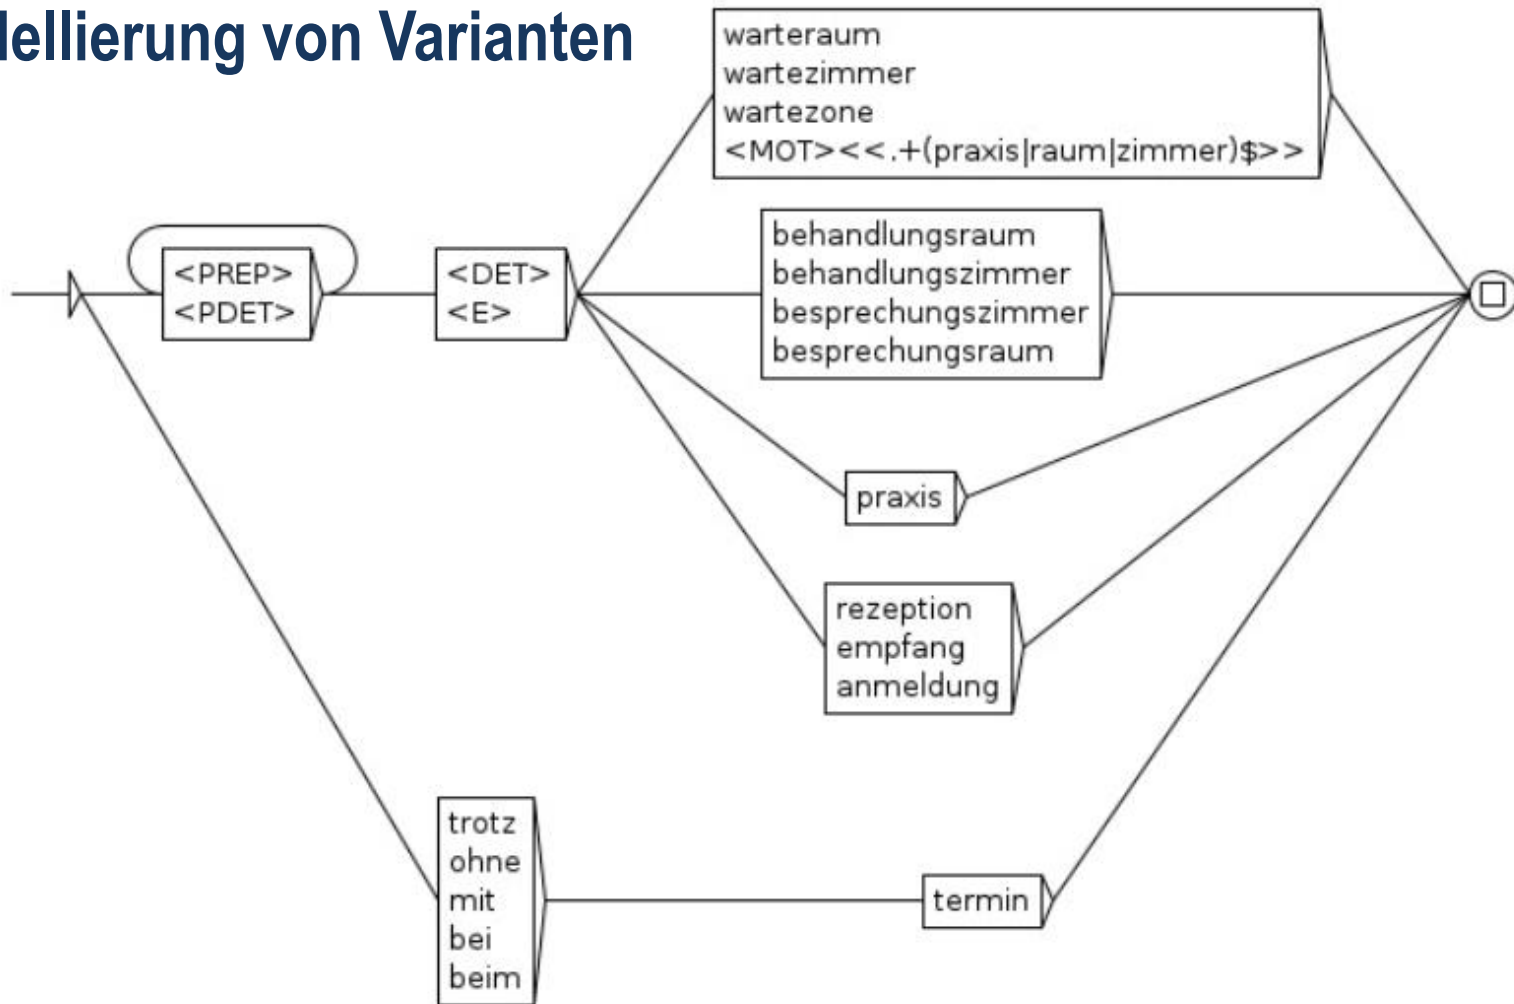 dellierung von Varianten
warteraum
wartezimmer
wartezone
<MOT><<.+(praxis|raum|zimmer)$>>
<PREP>
<PDET>
<DET>
<E>
behandlungsraum
behandlungszimmer
besprechungszimmer
besprechungsraum
praxis
rezeption
empfang
anmeldung
trotz
ohne
mit
bei
beim
termin